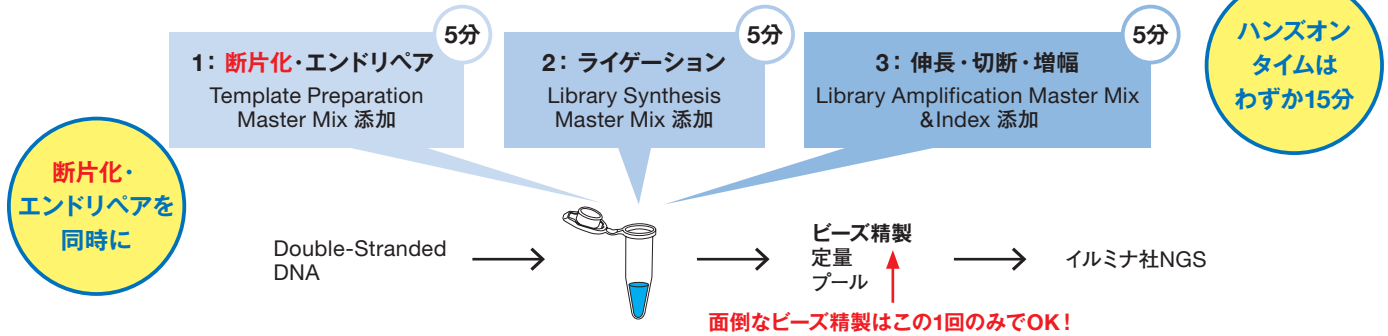 5分
1：断片化・エンドリペア
Template Preparation
Master Mix 添加
5分
2：ライゲーション
Library Synthesis
Master Mix 添加
5分
3：伸長・切断・増幅
Library Amplification Master Mix
&Index 添加
ハンズオン
タイムは
わずか15分
断片化・
エンドリペアを
同時に
Double-Stranded
DNA
ビーズ精製
定量
プール
イルミナ社NGS
面倒なビーズ精製はこの1回のみでOK！